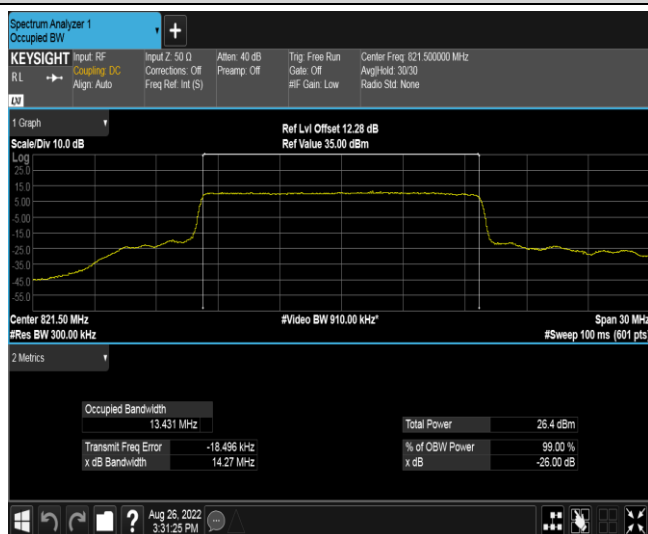 Spectrum Analyzer 1
Occupied BW
+
KEYSIGHT
R L
LXI
Input: RF
Coupling: DC
Align: Auto
Input Z: 50 Ω
Corrections: Off
Freq Ref: Int (S)
Atten: 40 dB
Preamp: Off
Trig: Free Run
Gate: Off
#IF Gain: Low
Center Freq: 821.500000 MHz
Avg|Hold: 30/30
Radio Std: None
1 Graph
Scale/Div 10.0 dB
Ref Lvl Offset 12.28 dB
Ref Value 35.00 dBm
Log
25.0
15.0
5.00
-5.00
-15.0
-25.0
-35.0
-45.0
-55.0
Center 821.50 MHz
#Res BW 300.00 kHz
#Video BW 910.00 kHz*
Span 30 MHz
#Sweep 100 ms (601 pts)
2 Metrics
Occupied Bandwidth
13.431 MHz
Transmit Freq Error -18.496 kHz
x dB Bandwidth 14.27 MHz
Total Power 26.4 dBm
% of OBW Power 99.00 %
x dB -26.00 dB
?
Aug 26, 2022
3:31:25 PM